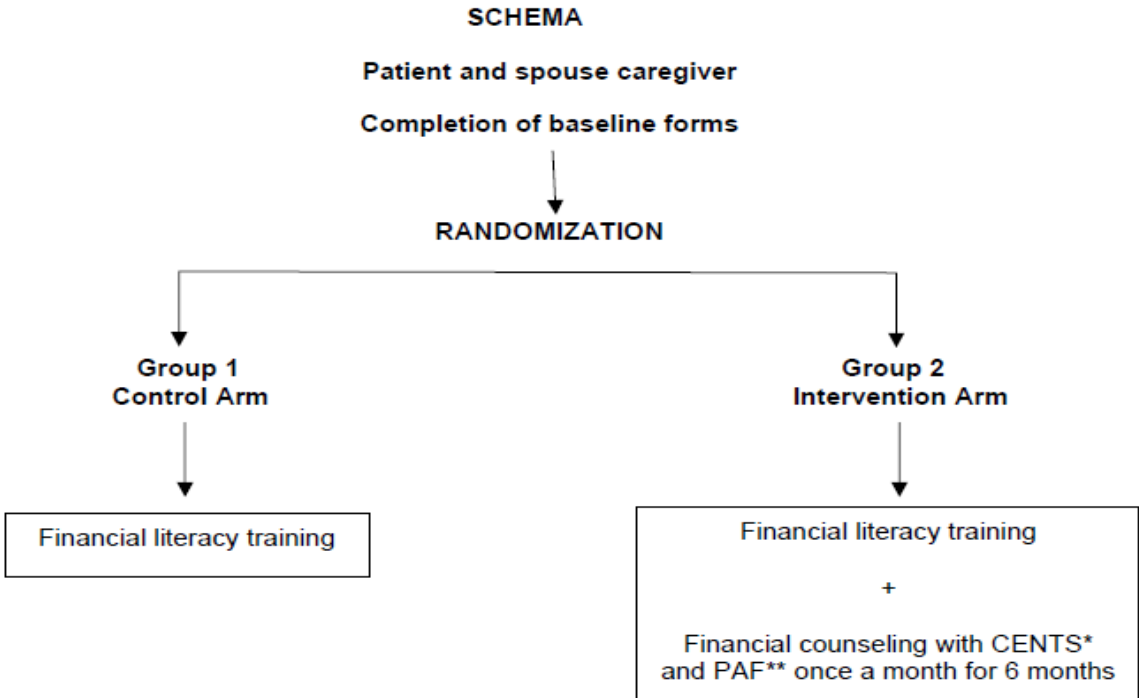 SCHEMA
Patient and spouse caregiver
Completion of baseline forms
RANDOMIZATION
Group 1
Control Arm
Group 2
Intervention Arm
Financial literacy training
Financial literacy training
+
Financial counseling with CENTS*
and PAF** once a month for 6 months